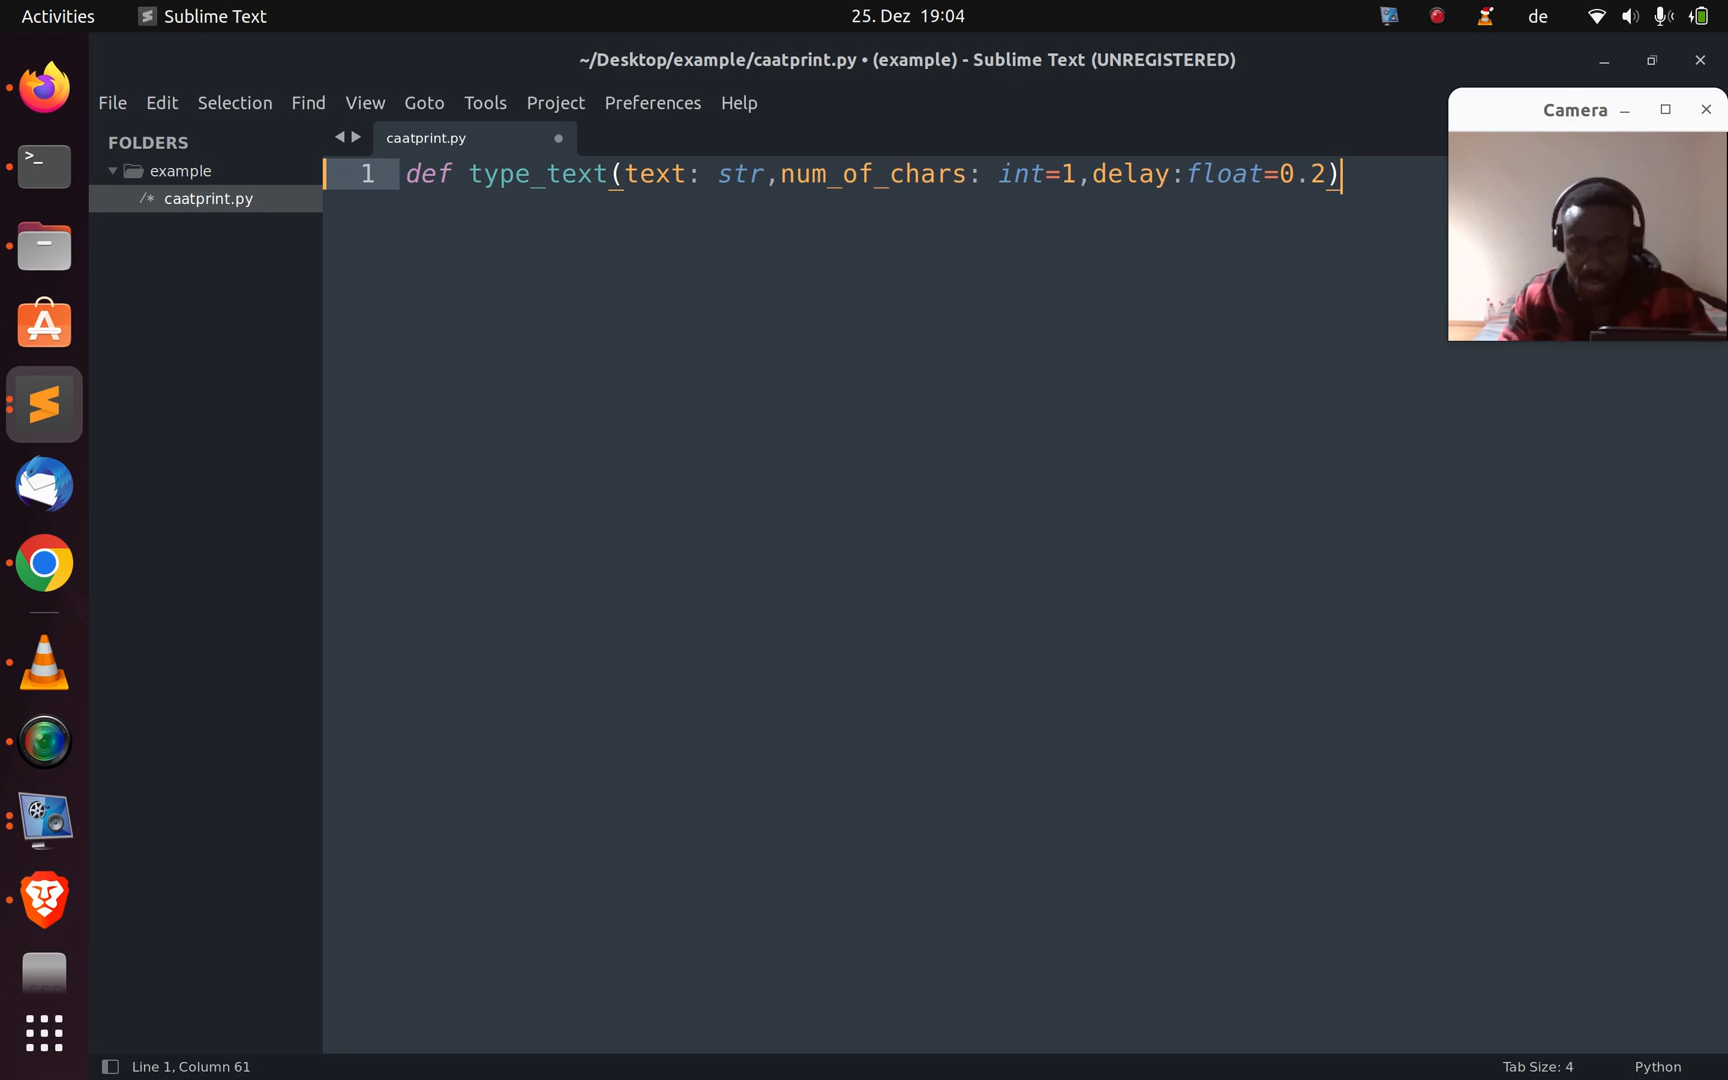 Activities
Sublime Text
25. Dez 19:04
de
~/Desktop/example/caatprint.py • (example) - Sublime Text (UNREGISTERED)
File Edit Selection Find View Goto Tools Project Preferences Help
Camera
FOLDERS
example
/* caatprint.py
caatprint.py
1 def type_text(text: str,num_of_chars: int=1,delay:float=0.2)
Line 1, Column 61
Tab Size: 4
Python